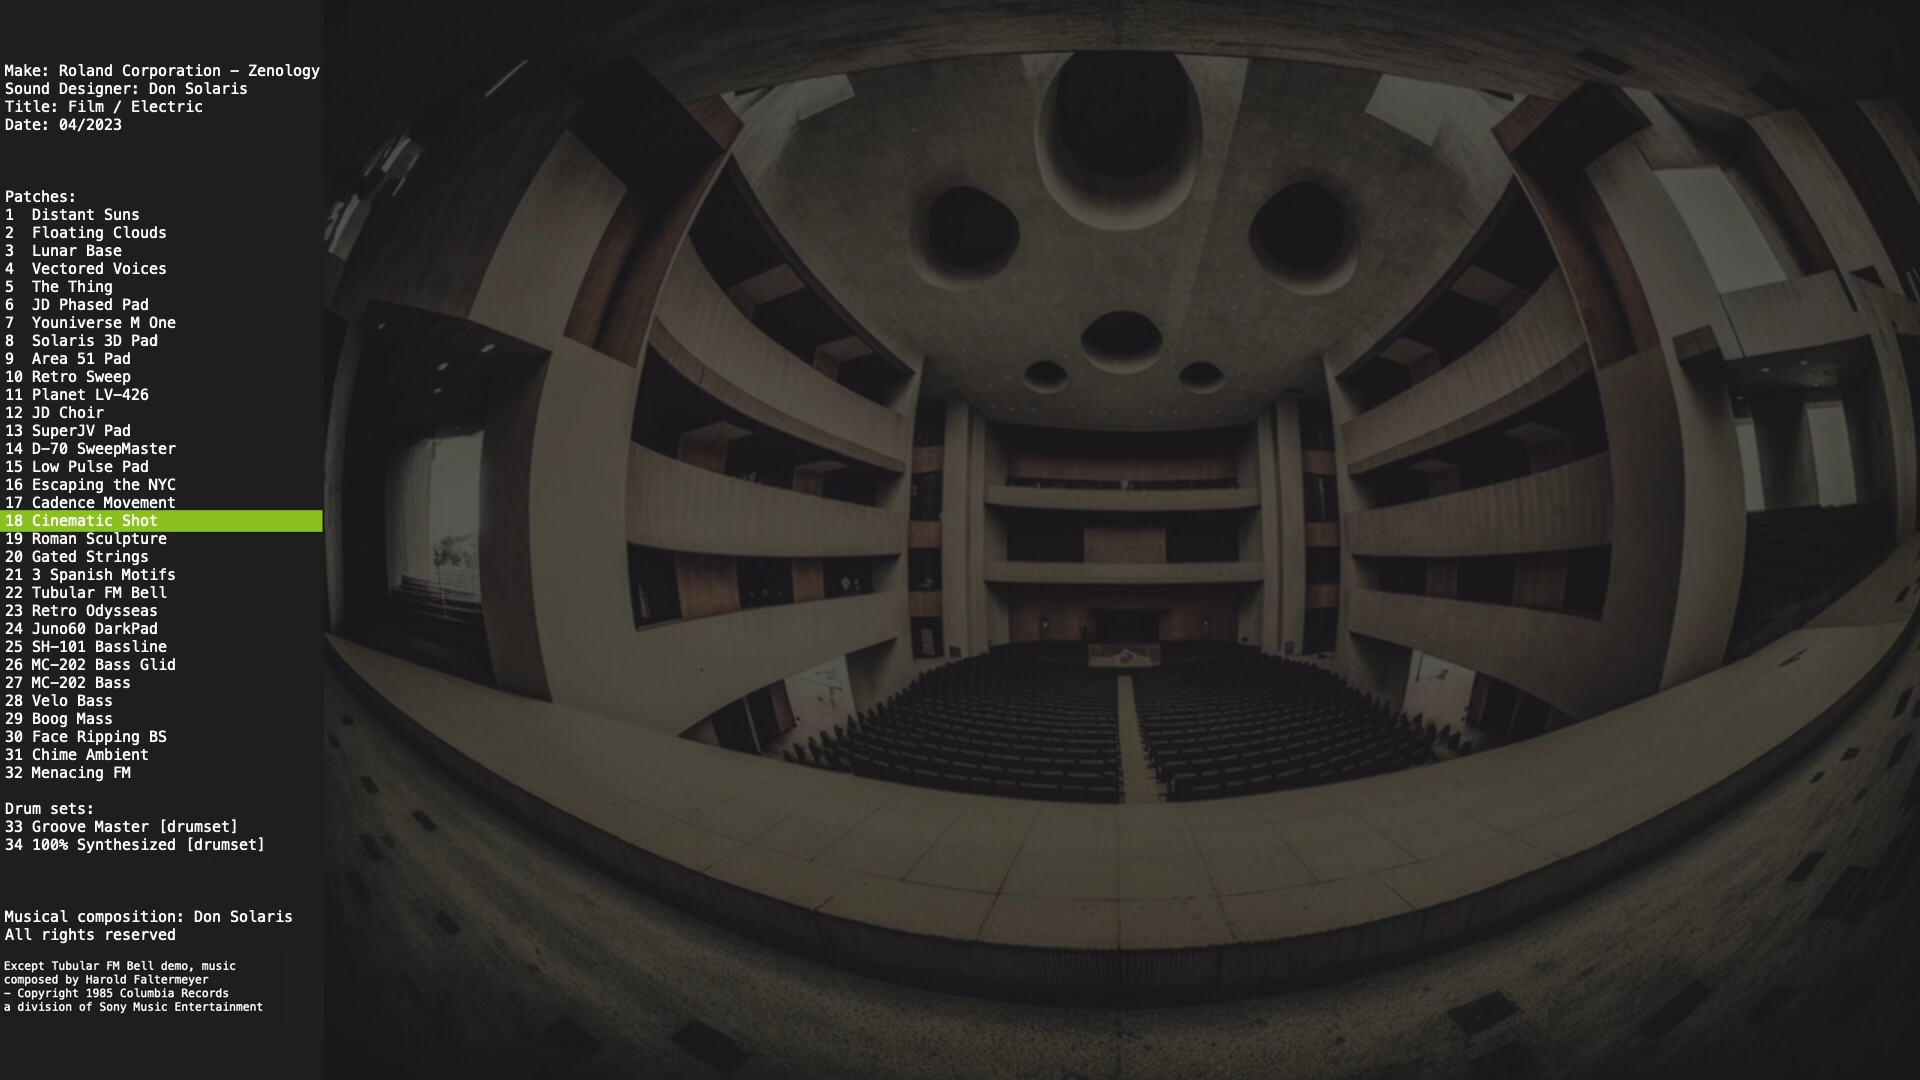 Make: Roland Corporation – Zenology
Sound Designer: Don Solaris
Title: Film / Electric
Date: 04/2023
Patches:
1 Distant Suns
2 Floating Clouds
3 Lunar Base
4 Vectored Voices
5 The Thing
6 JD Phased Pad
7 Youniverse M One
8 Solaris 3D Pad
9 Area 51 Pad
10 Retro Sweep
11 Planet LV–426
12 JD Choir
13 SuperJV Pad
14 D–70 SweepMaster
15 Low Pulse Pad
16 Escaping the NYC
17 Cadence Movement
18 Cinematic Shot
19 Roman Sculpture
20 Gated Strings
21 3 Spanish Motifs
22 Tubular FM Bell
23 Retro Odysseas
24 Juno60 DarkPad
25 SH–101 Bassline
26 MC–202 Bass Glid
27 MC–202 Bass
28 Velo Bass
29 Boog Mass
30 Face Ripping BS
31 Chime Ambient
32 Menacing FM
Drum sets:
33 Groove Master [drumset]
34 100% Synthesized [drumset]
Musical composition: Don Solaris
All rights reserved
Except Tubular FM Bell demo, music
composed by Harold Faltermeyer
– Copyright 1985 Columbia Records
a division of Sony Music Entertainment